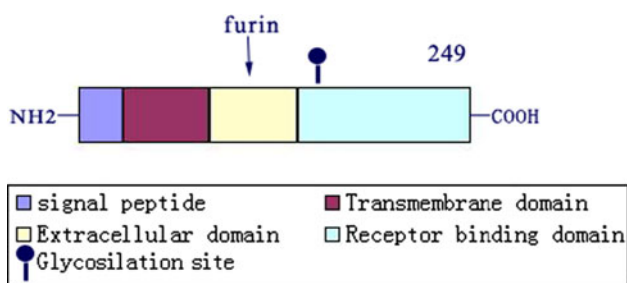 furin
249
NH2 COOH
signal peptide Transmembrane domain
Extracellular domain Receptor binding domain
Glycosilation site